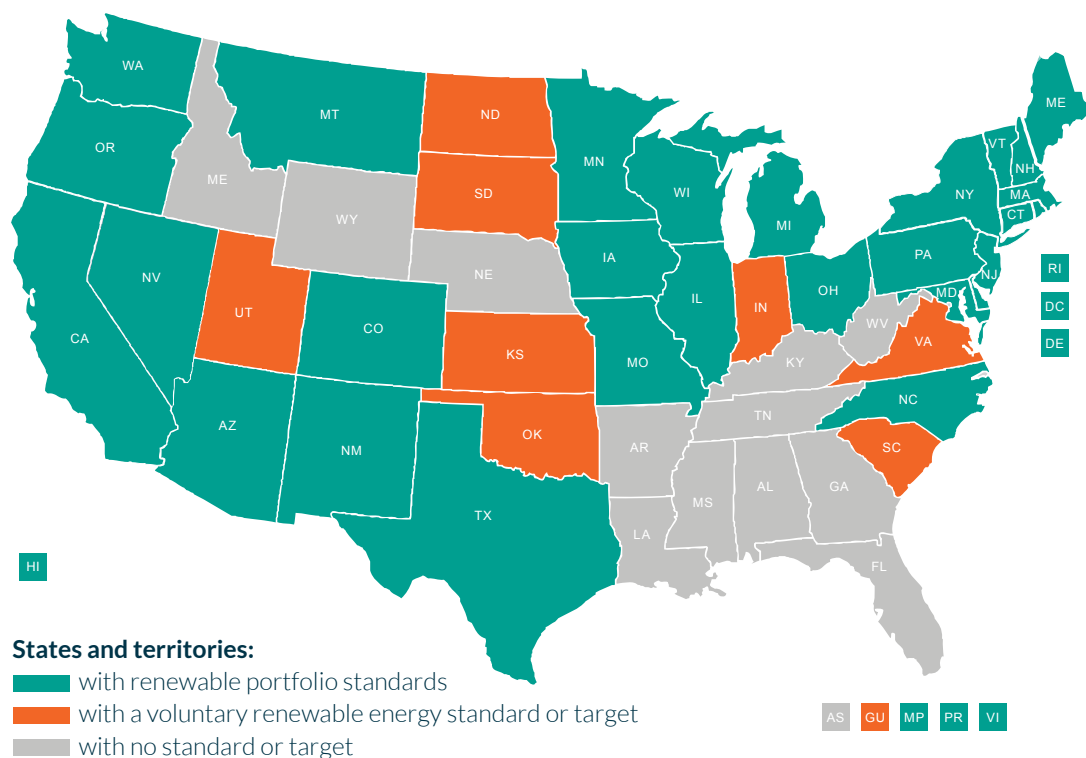 WA
MT
ND
ME
OR
MN
VT
NH
ME
SD
WI
NY
MA
WY
MI
CT
IA
PA
NE
NV
RI
NJ
OH
MD
IL
UT
IN
DC
CO
WV
CA
VA
DE
KS
MO
KY
NC
TN
AZ
OK
AR
SC
NM
AL
GA
MS
TX
LA
HI
FL
States and territories:
with renewable portfolio standards
with a voluntary renewable energy standard or target
AS GU MP PR VI
with no standard or target